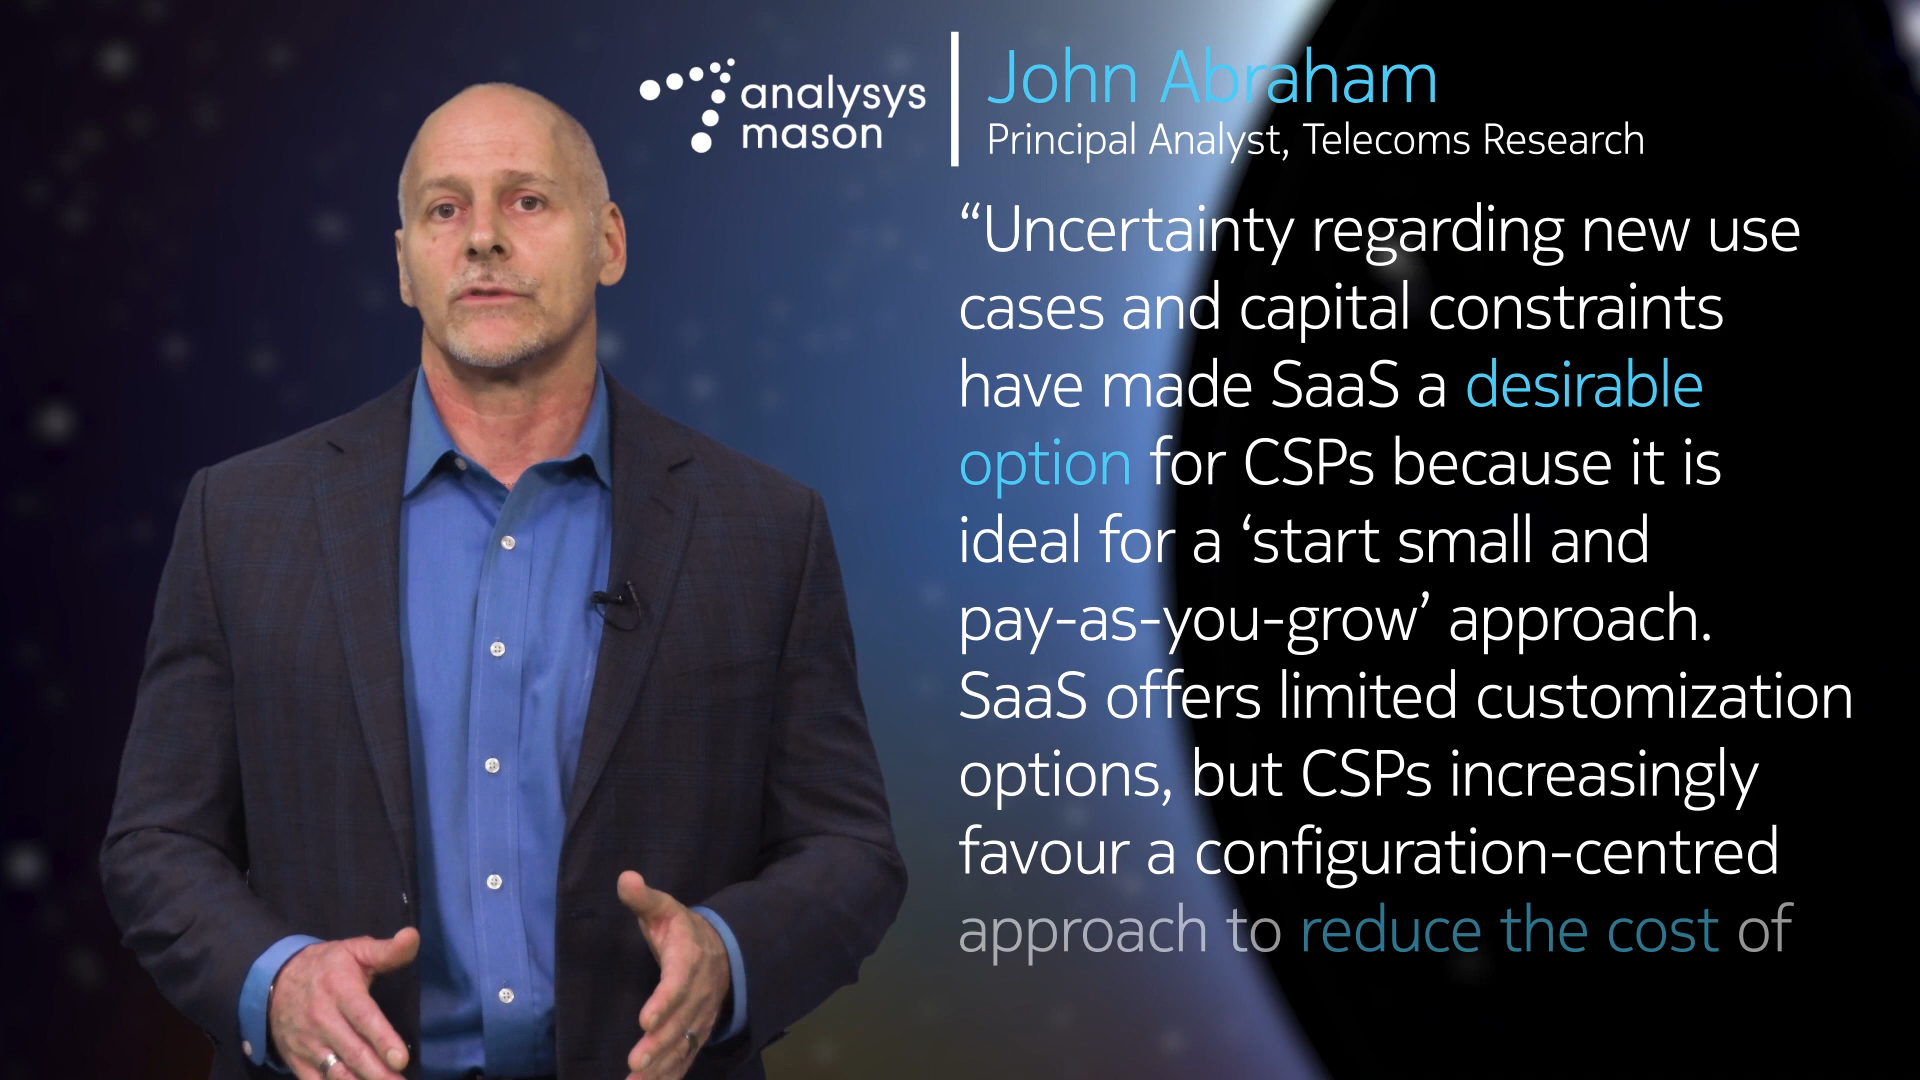 analysys
mason
John Abraham
Principal Analyst, Telecoms Research
“Uncertainty regarding new use
cases and capital constraints
have made SaaS a desirable
option for CSPs because it is
ideal for a ‘start small and
pay-as-you-grow’ approach.
SaaS offers limited customization
options, but CSPs increasingly
favour a configuration-centred
approach to reduce the cost of